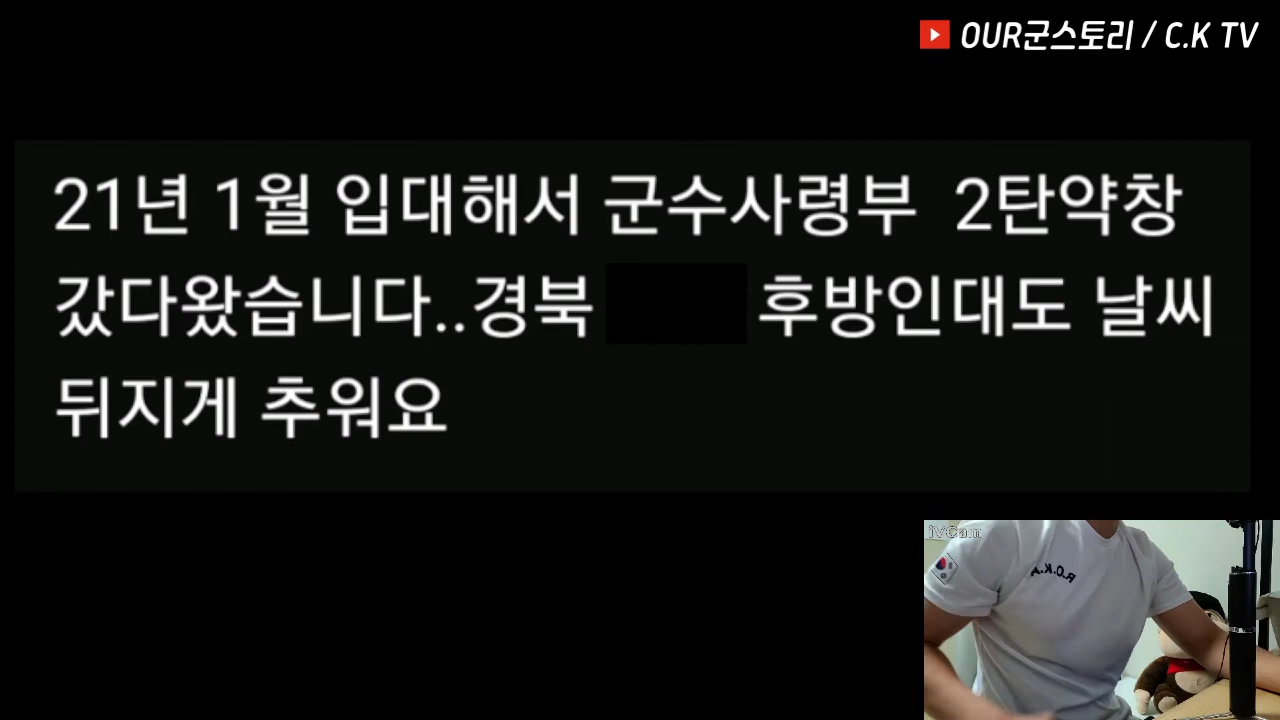 OUR군스토리 / C.K TV
21년 1월 입대해서 군수사령부 2탄약창
갔다왔습니다..경북 후방인대도 날씨
뒤지게 추워요
iVCam
R.O.K.A